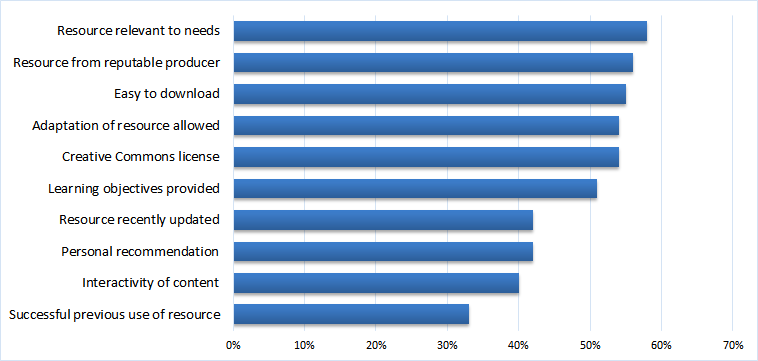 Resource relevant to needs
Resource from reputable producer
Easy to download
Adaptation of resource allowed
Creative Commons license
Learning objectives provided
Resource recently updated
Personal recommendation
Interactivity of content
Successful previous use of resource
0% 10% 20% 30% 40% 50% 60% 70%